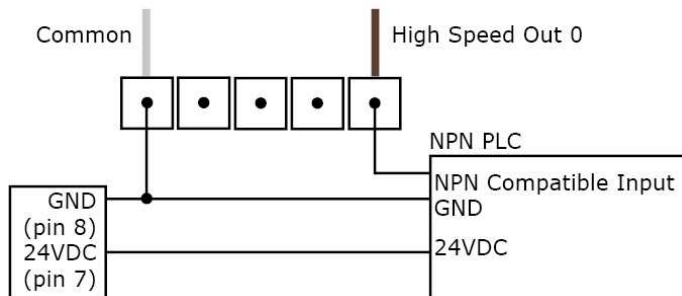 Common
High Speed Out 0
NPN PLC
NPN Compatible Input
GND
24VDC
GND
(pin 8)
24VDC
(pin 7)